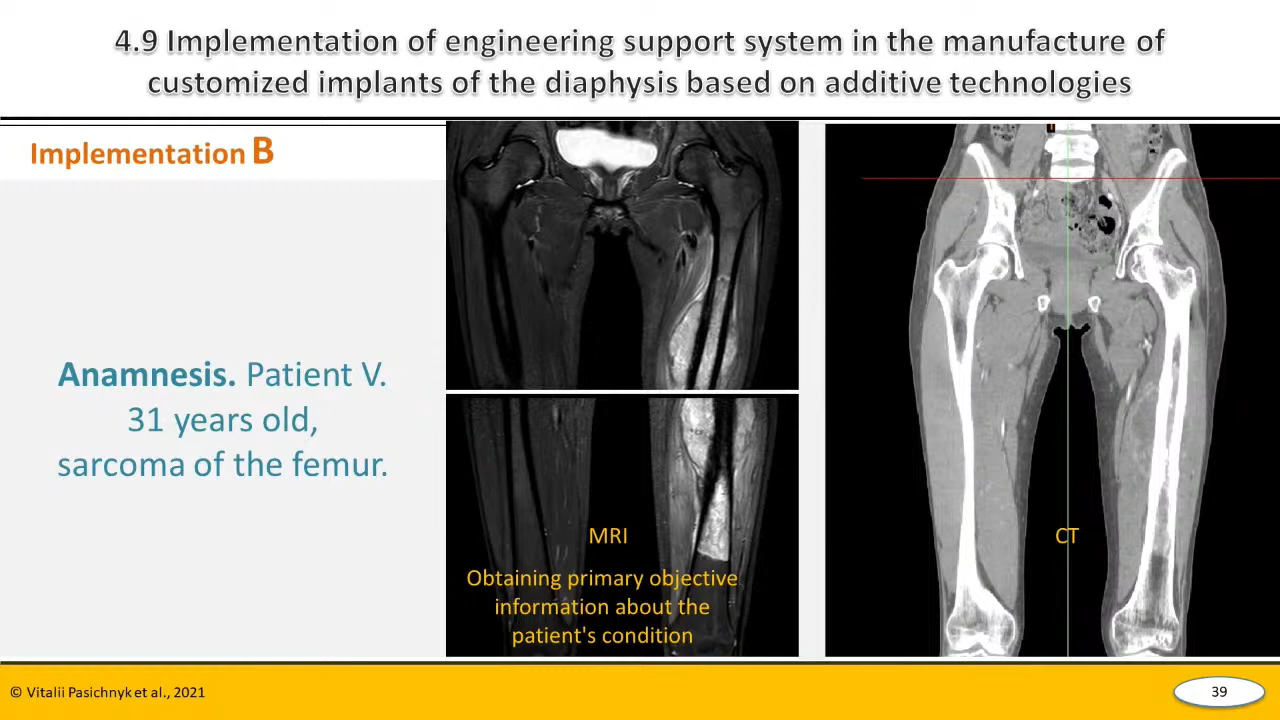 4.9 Implementation of engineering support system in the manufacture of
customized implants of the diaphysis based on additive technologies
Implementation B
Anamnesis. Patient V.
31 years old,
sarcoma of the femur.
MRI
Obtaining primary objective
information about the
patient's condition
CT
© Vitalii Pasichnyk et al., 2021
39